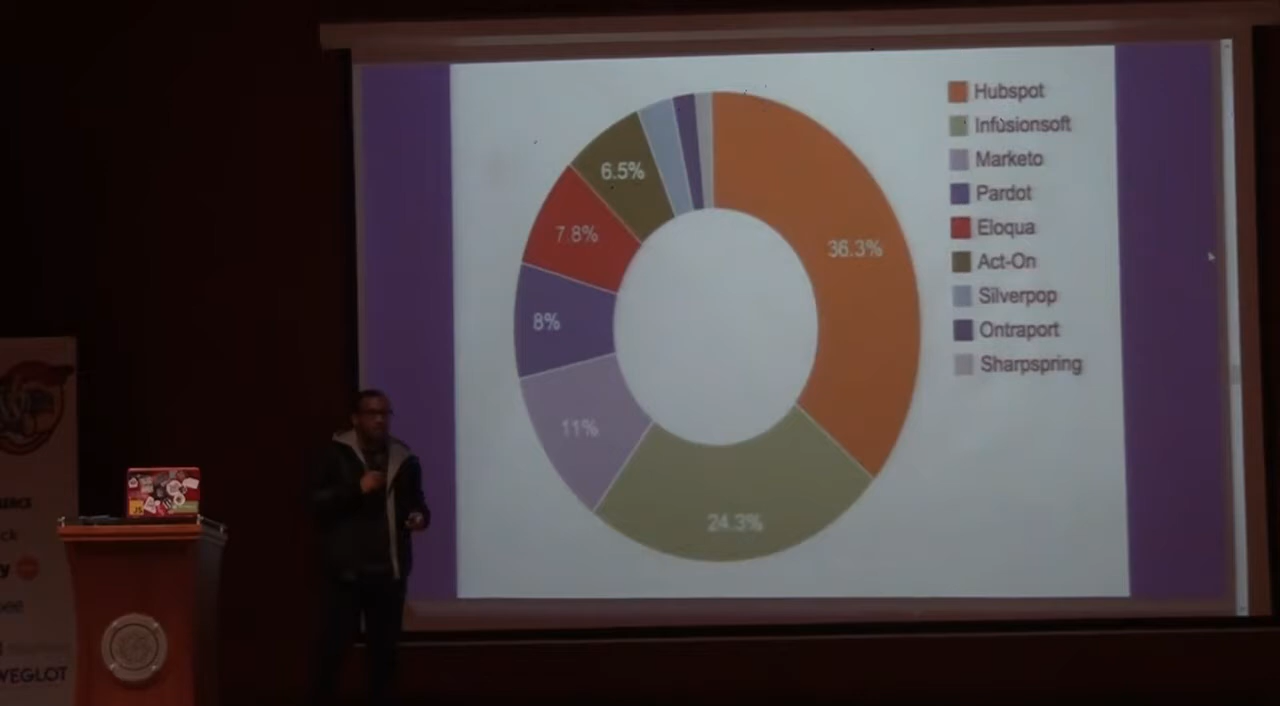 Hubspot
Infusionsoft
Marketo
Pardot
Eloqua
Act-On
Silverpop
Ontraport
Sharpspring
36.3%
24.3%
11%
8%
7.8%
6.5%
WEGLOT